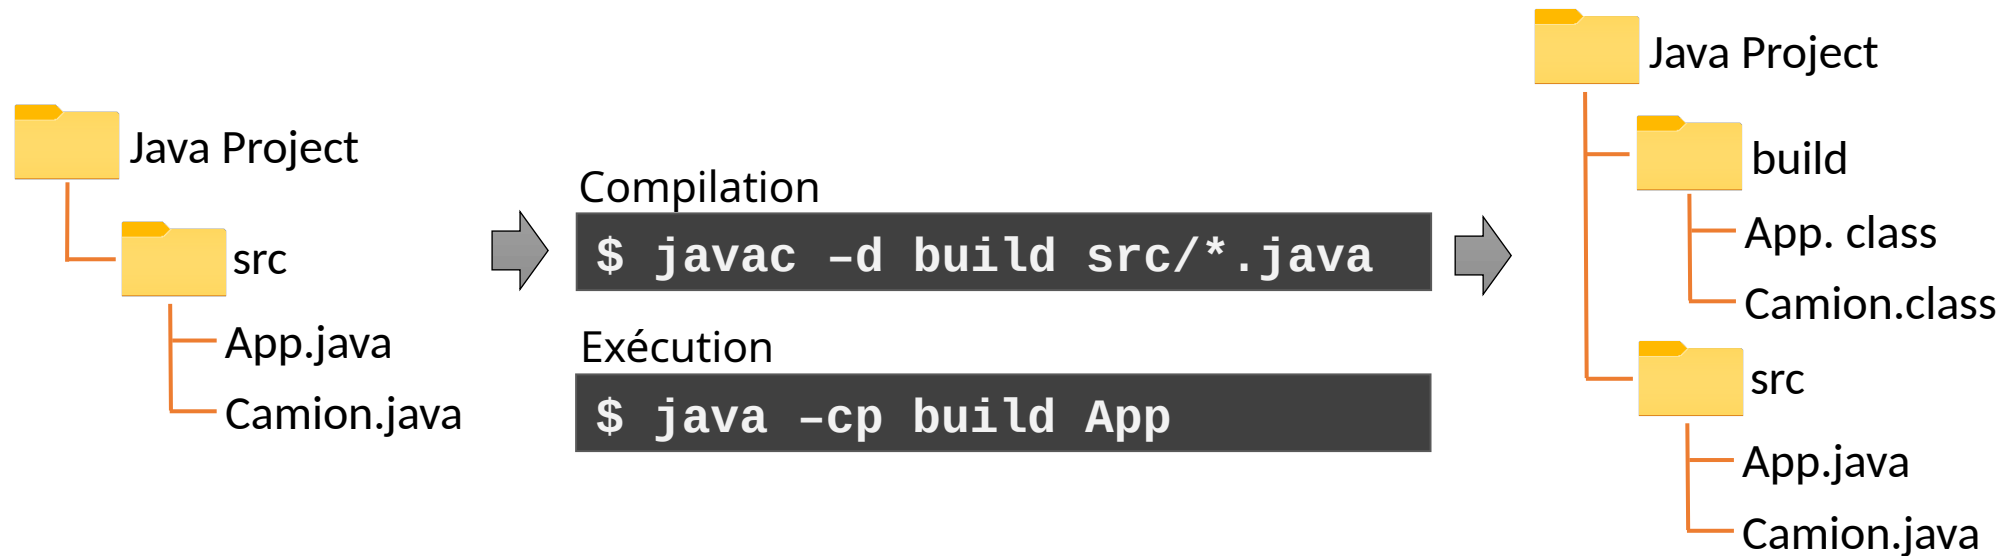 Java Project
src
App.java
Camion.java
Compilation
$ javac –d build src/*.java
Exécution
$ java –cp build App
Java Project
build
App. class
Camion.class
src
App.java
Camion.java